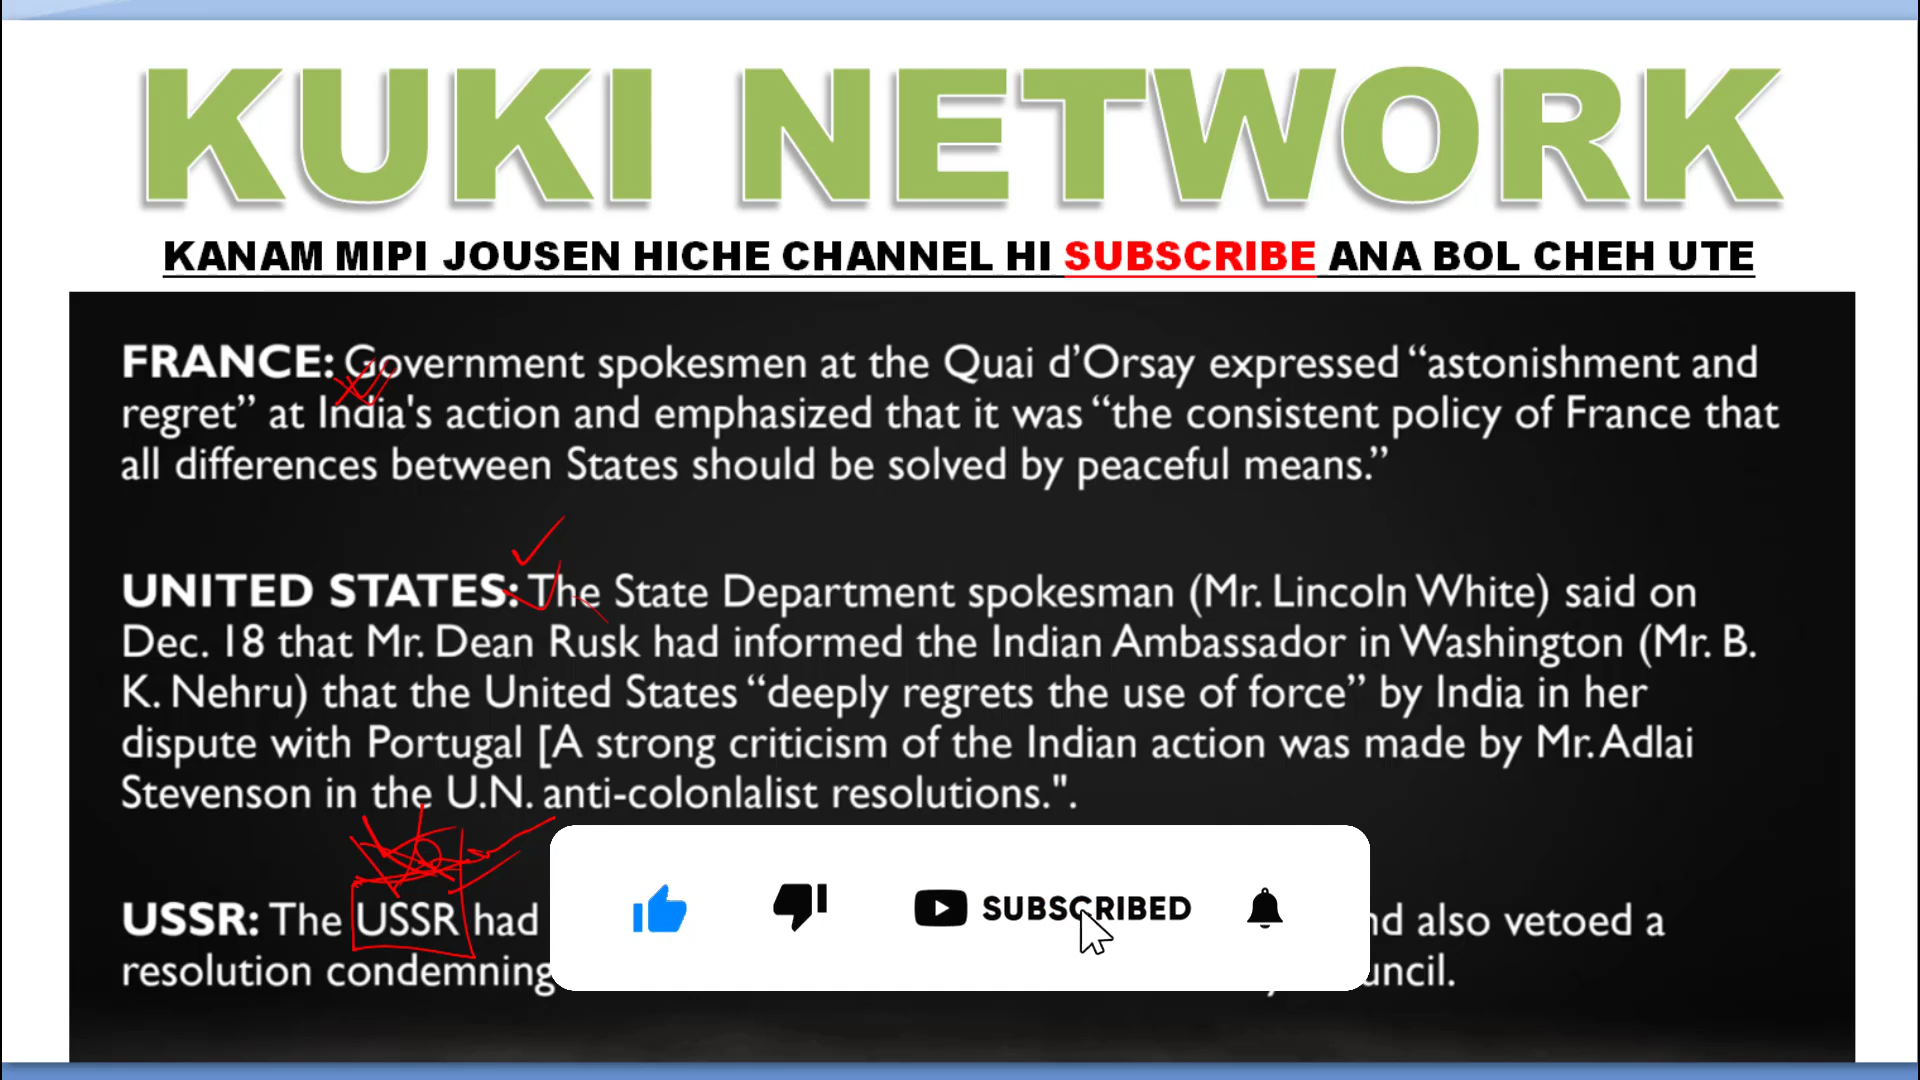 KUKI NETWORK
KANAM MIPI JOUSEN HICHE CHANNEL HI SUBSCRIBE ANA BOL CHEH UTE
FRANCE: Government spokesmen at the Quai d’Orsay expressed “astonishment and
regret” at India's action and emphasized that it was “the consistent policy of France that
all differences between States should be solved by peaceful means.”
UNITED STATES: The State Department spokesman (Mr. Lincoln White) said on
Dec. 18 that Mr. Dean Rusk had informed the Indian Ambassador in Washington (Mr. B.
K. Nehru) that the United States “deeply regrets the use of force” by India in her
dispute with Portugal [A strong criticism of the Indian action was made by Mr. Adlai
Stevenson in the U.N. anti-colonlalist resolutions.".
USSR: The USSR had also vetoed a
resolution condemning
SUBSCRIBED